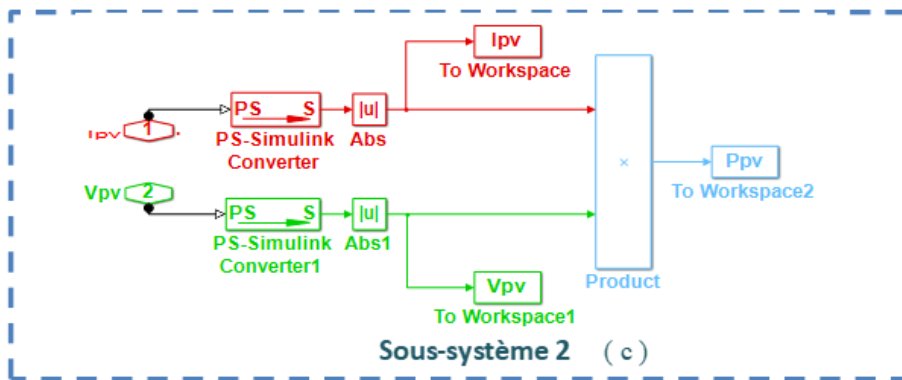 Ipv
To Workspace
PS S
|u|
1
PS-Simulink
Converter
Abs
×
Ppv
To Workspace2
Vpv
2
PS S
|u|
PS-Simulink
Converter1
Abs1
Product
Vpv
To Workspace1
Sous-système 2 ( c )